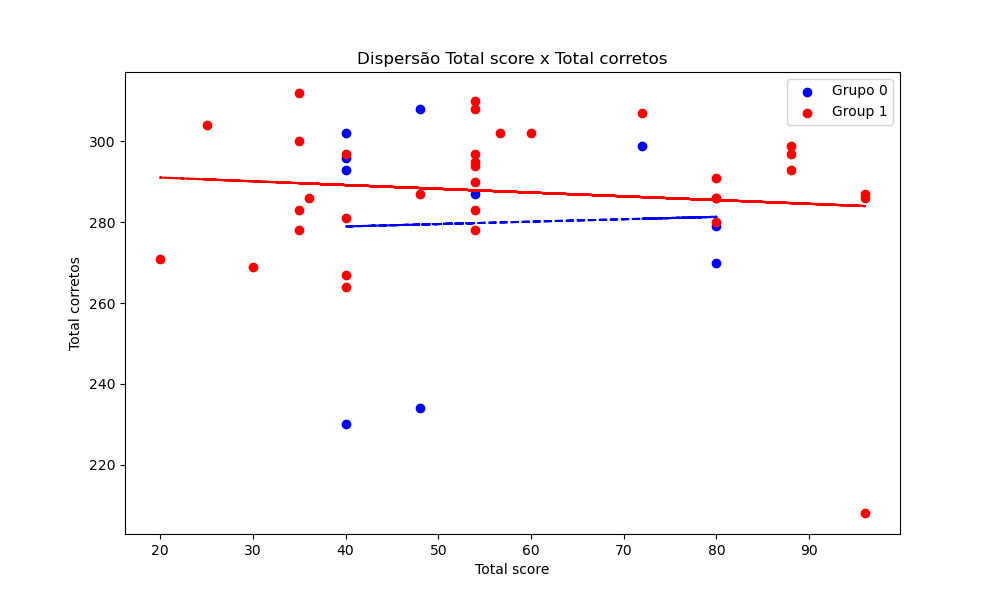 Dispersão Total score x Total corretos
Grupo 0
Group 1
Total corretos
300
280
260
240
220
20 30 40 50 60 70 80 90
Total score